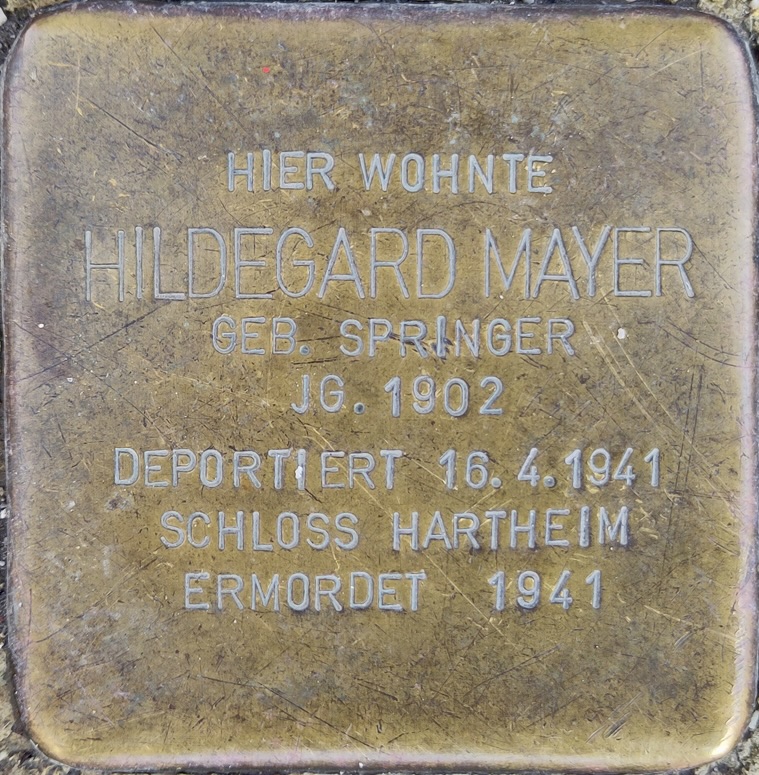 HIER WOHNTE
HILDEGARD MAYER
GEB. SPRINGER
JG. 1902
DEPORTIERT 16.4.1941
SCHLOSS HARTHEIM
ERMORDET 1941